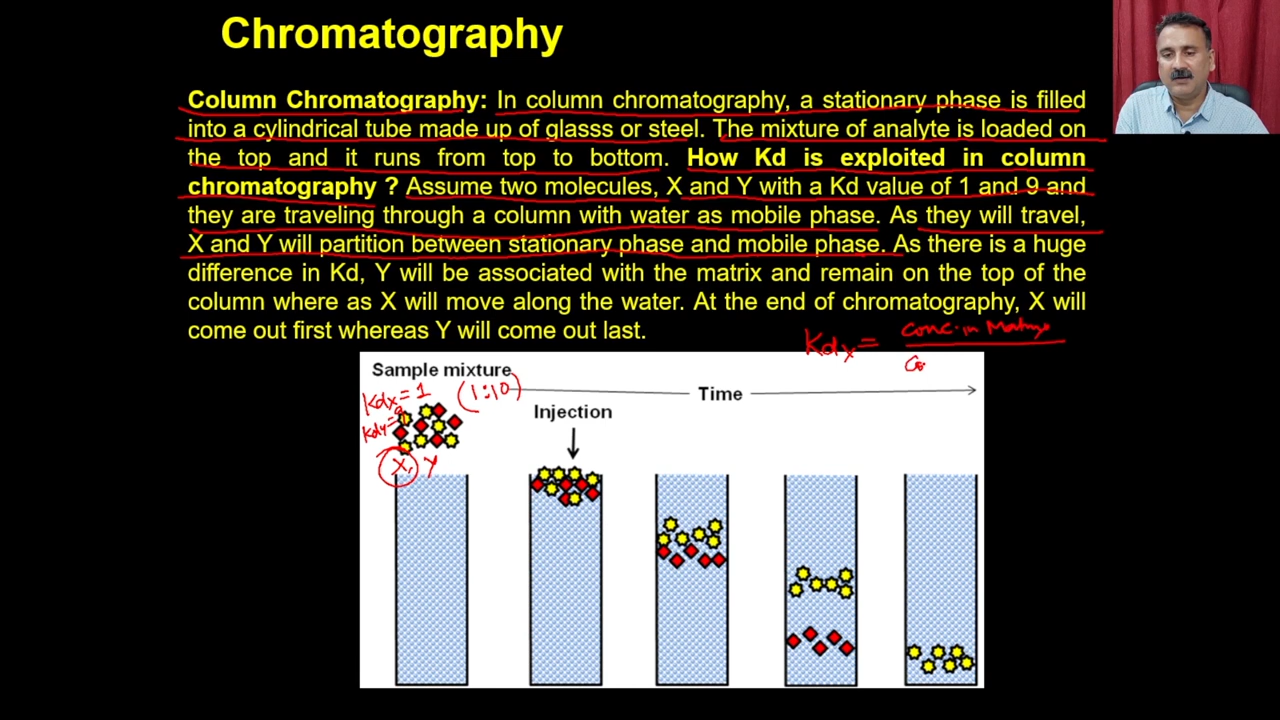 Chromatography
Column Chromatography: In column chromatography, a stationary phase is filled
into a cylindrical tube made up of glasss or steel. The mixture of analyte is loaded on
the top and it runs from top to bottom. How Kd is exploited in column
chromatography ? Assume two molecules, X and Y with a Kd value of 1 and 9 and
they are traveling through a column with water as mobile phase. As they will travel,
X and Y will partition between stationary phase and mobile phase. As there is a huge
difference in Kd, Y will be associated with the matrix and remain on the top of the
column where as X will move along the water. At the end of chromatography, X will
come out first whereas Y will come out last.
Kdx = Conc. in Matrix
Sample mixture
Kdx = 1 (1:10)
Time
Injection
Kdy = 9
X, Y